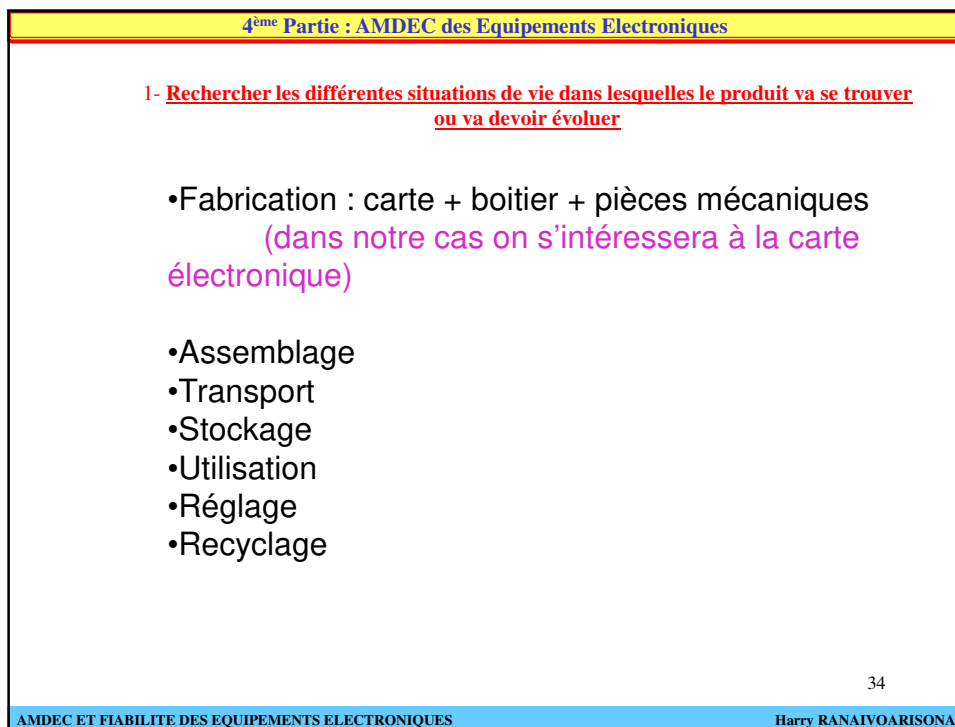 4ème Partie : AMDEC des Equipements Electroniques
1- Rechercher les différentes situations de vie dans lesquelles le produit va se trouver
ou va devoir évoluer
•Fabrication : carte + boitier + pièces mécaniques
(dans notre cas on s’intéressera à la carte
électronique)
•Assemblage
•Transport
•Stockage
•Utilisation
•Réglage
•Recyclage
34
AMDEC ET FIABILITE DES EQUIPEMENTS ELECTRONIQUES Harry RANAIVOARISONA